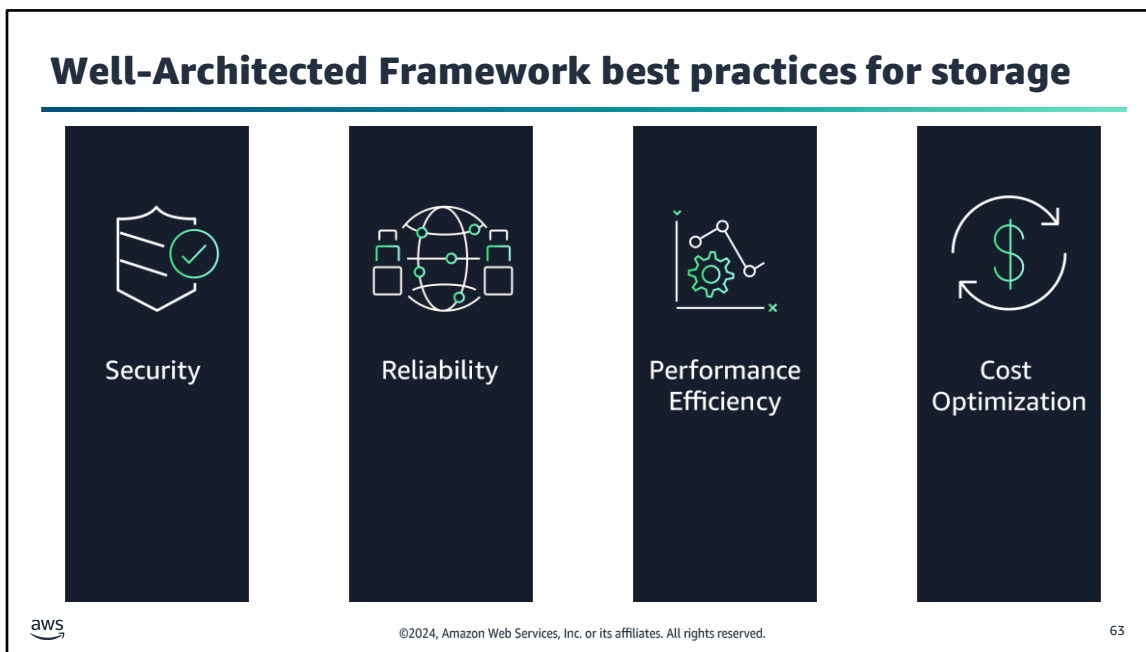 Well-Architected Framework best practices for storage
Security
Reliability
Performance
Efficiency
Cost
Optimization
aws
©2024, Amazon Web Services, Inc. or its affiliates. All rights reserved.
63